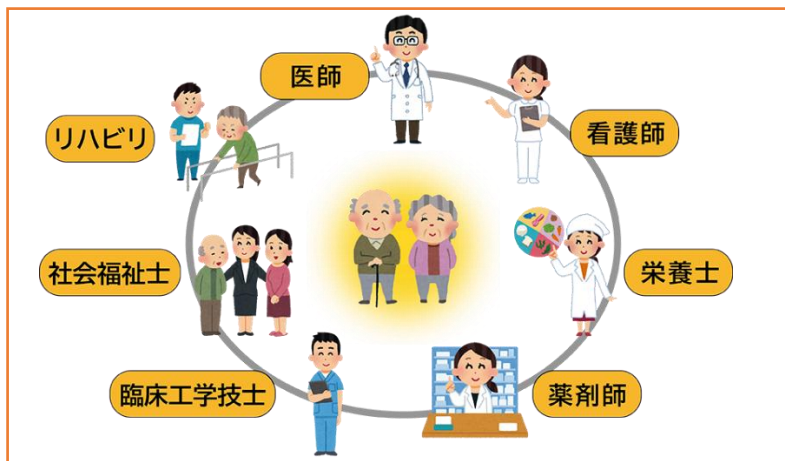 医師
看護師
リハビリ
社会福祉士
栄養士
臨床工学技士
薬剤師